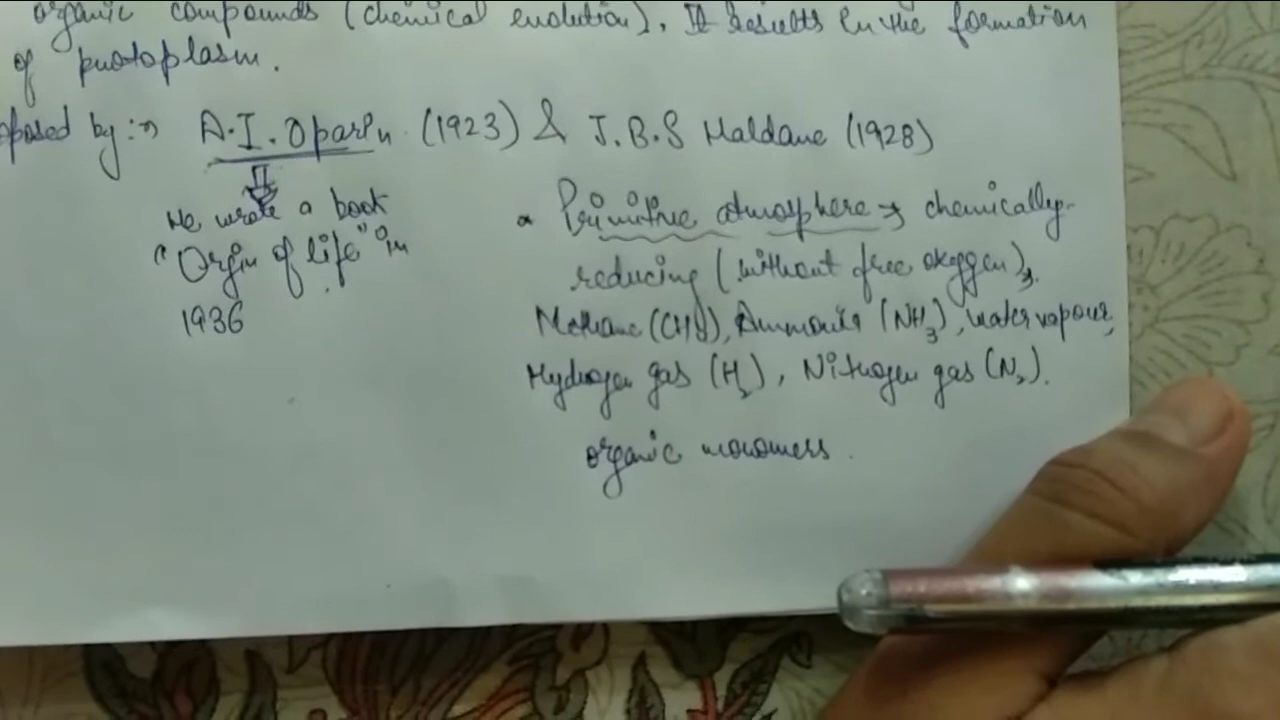 organic compounds (chemical evolution). It results in the formation
of protoplasm.
posed by:→ A.I. Oparin (1923) & J.B.S Haldane (1928)
He wrote a book
"Orgin of life" in
1936
Primitive atmosphere → chemically
reducing (without free oxygen),
Methane (CH4), Ammonia (NH3), water vapour,
Hydrogen gas (H2), Nitrogen gas (N2).
organic monomers.